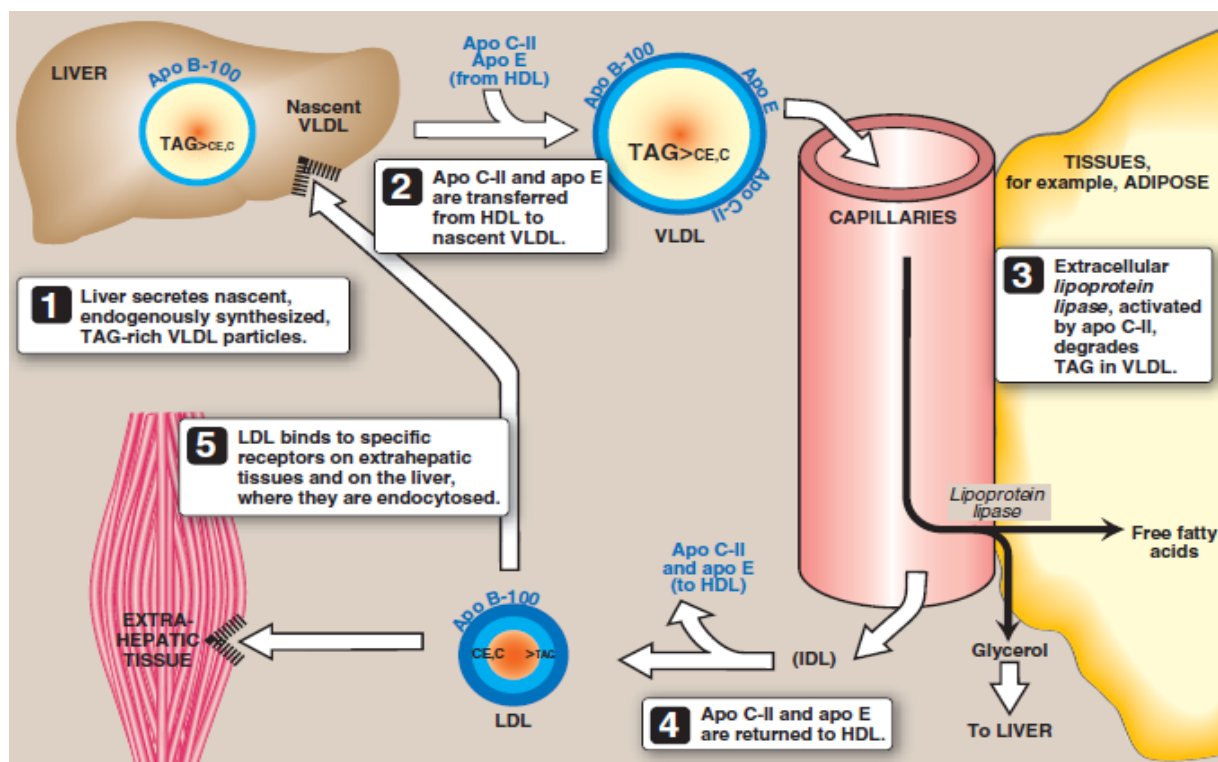 LIVER
Apo B-100
TAG>CE,C
Nascent
VLDL
Apo C-II
Apo E
(from HDL)
Apo B-100
Apo E
Apo C-II
TAG>CE,C
VLDL
2
Apo C-II and apo E
are transferred
from HDL to
nascent VLDL.
CAPILLARIES
TISSUES,
for example, ADIPOSE
1
Liver secretes nascent,
endogenously synthesized,
TAG-rich VLDL particles.
3
Extracellular
lipoprotein
lipase, activated
by apo C-II,
degrades
TAG in VLDL.
5
LDL binds to specific
receptors on extrahepatic
tissues and on the liver,
where they are endocytosed.
Lipoprotein
lipase
Free fatty
acids
Glycerol
To LIVER
Apo C-II
and apo E
(to HDL)
(IDL)
4
Apo C-II and apo E
are returned to HDL.
Apo B-100
CE,C >TAG
LDL
EXTRA-
HEPATIC
TISSUE